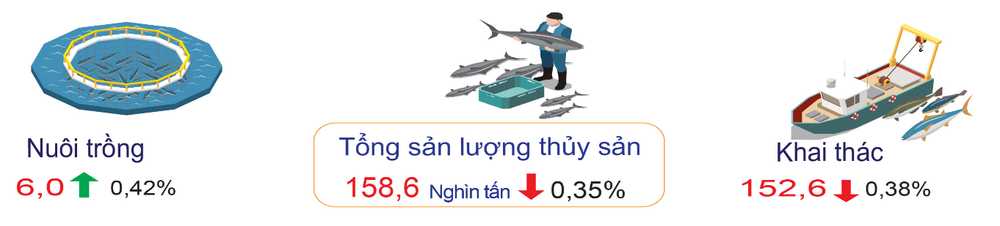 Nuôi trồng
6,0 0,42%
Tổng sản lượng thủy sản
158,6 Nghìn tấn 0,35%
Khai thác
152,6 0,38%